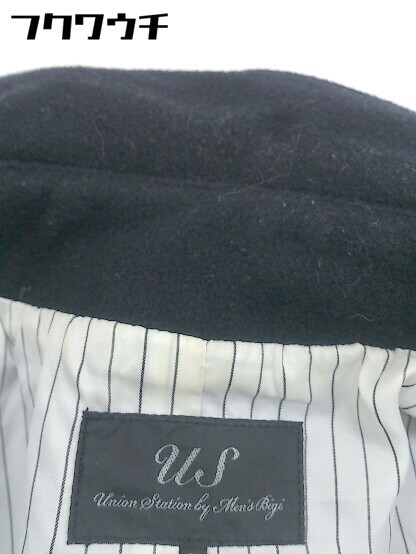 フクワウチ
US
Union Station by Men's Bigi